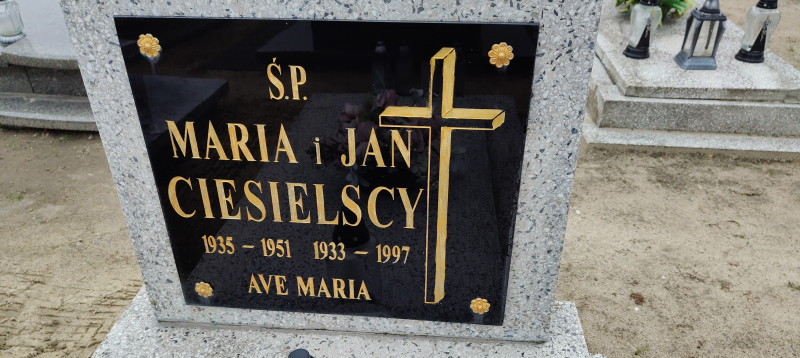 Ś.P.
MARIA i JAN
CIESIELSCY
1935 – 1951 1933 – 1997
AVE MARIA